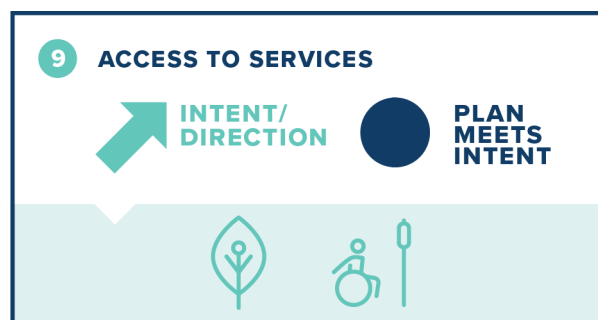 9 ACCESS TO SERVICES
INTENT/
DIRECTION
PLAN
MEETS
INTENT